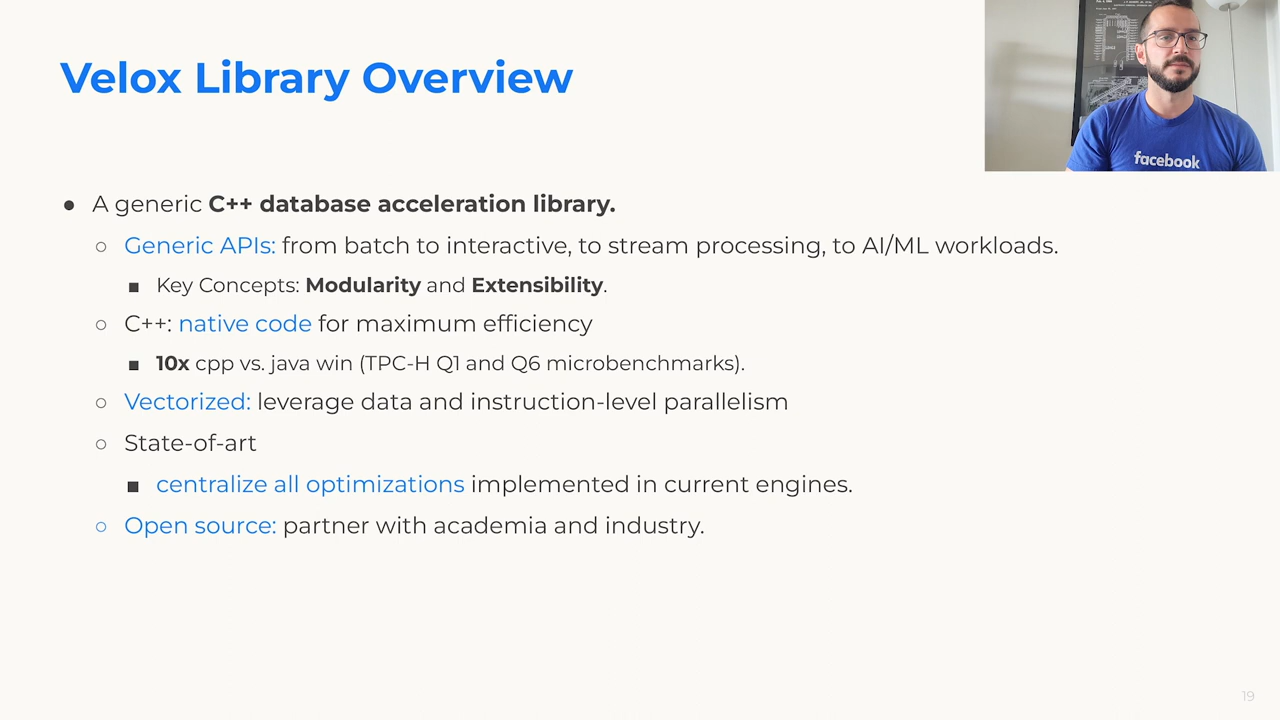 Velox Library Overview
facebook
● A generic C++ database acceleration library.
○ Generic APIs: from batch to interactive, to stream processing, to AI/ML workloads.
■ Key Concepts: Modularity and Extensibility.
○ C++: native code for maximum efficiency
■ 10x cpp vs. java win (TPC-H Q1 and Q6 microbenchmarks).
○ Vectorized: leverage data and instruction-level parallelism
○ State-of-art
■ centralize all optimizations implemented in current engines.
○ Open source: partner with academia and industry.
19